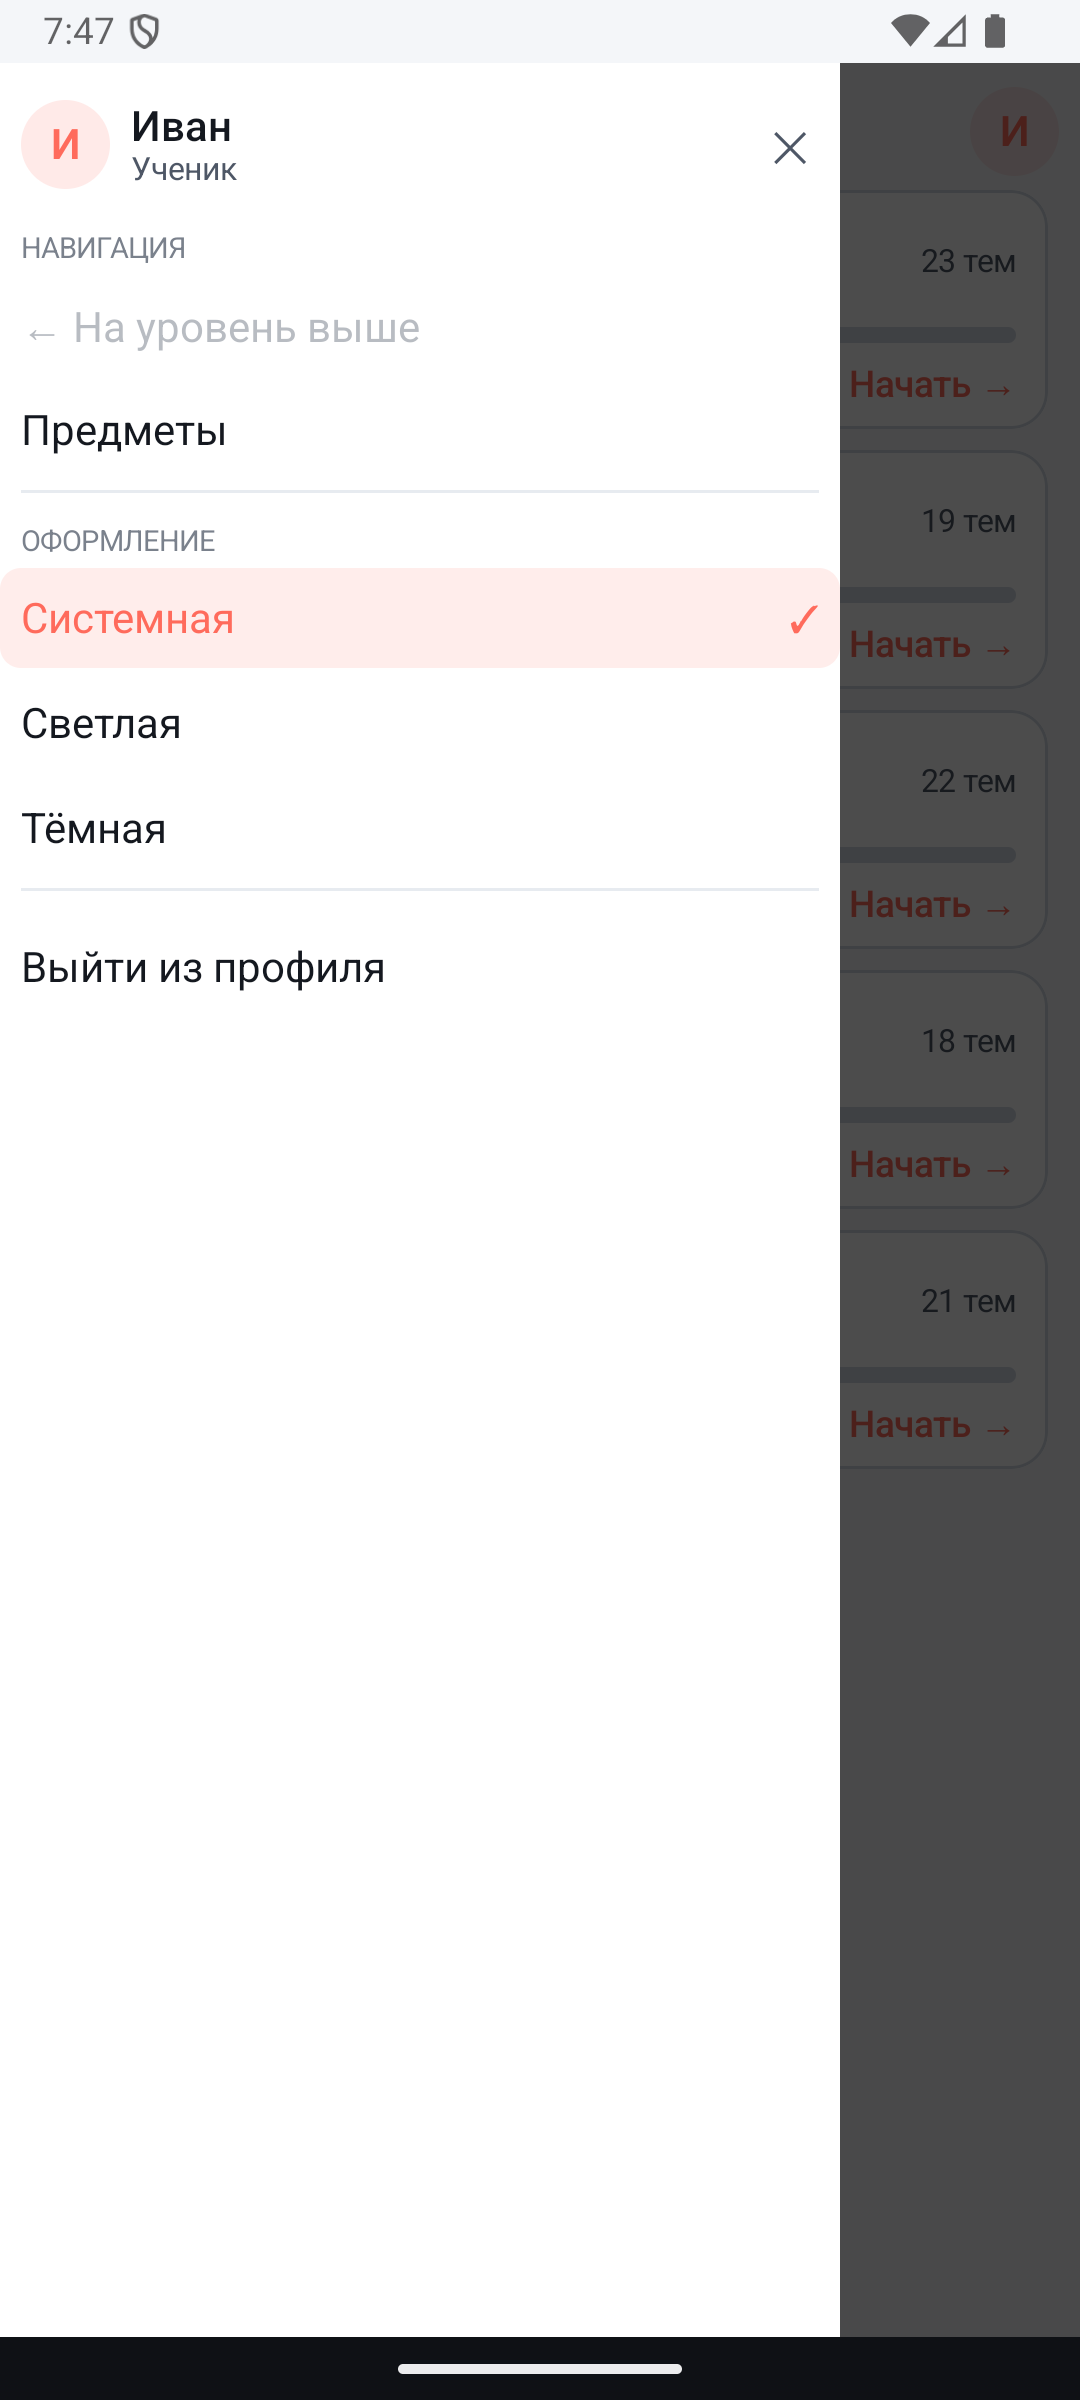 7:47
И
Иван
Ученик
И
НАВИГАЦИЯ
← На уровень выше
Предметы
ОФОРМЛЕНИЕ
Системная ✓
Светлая
Тёмная
Выйти из профиля
23 тем
Начать →
19 тем
Начать →
22 тем
Начать →
18 тем
Начать →
21 тем
Начать →